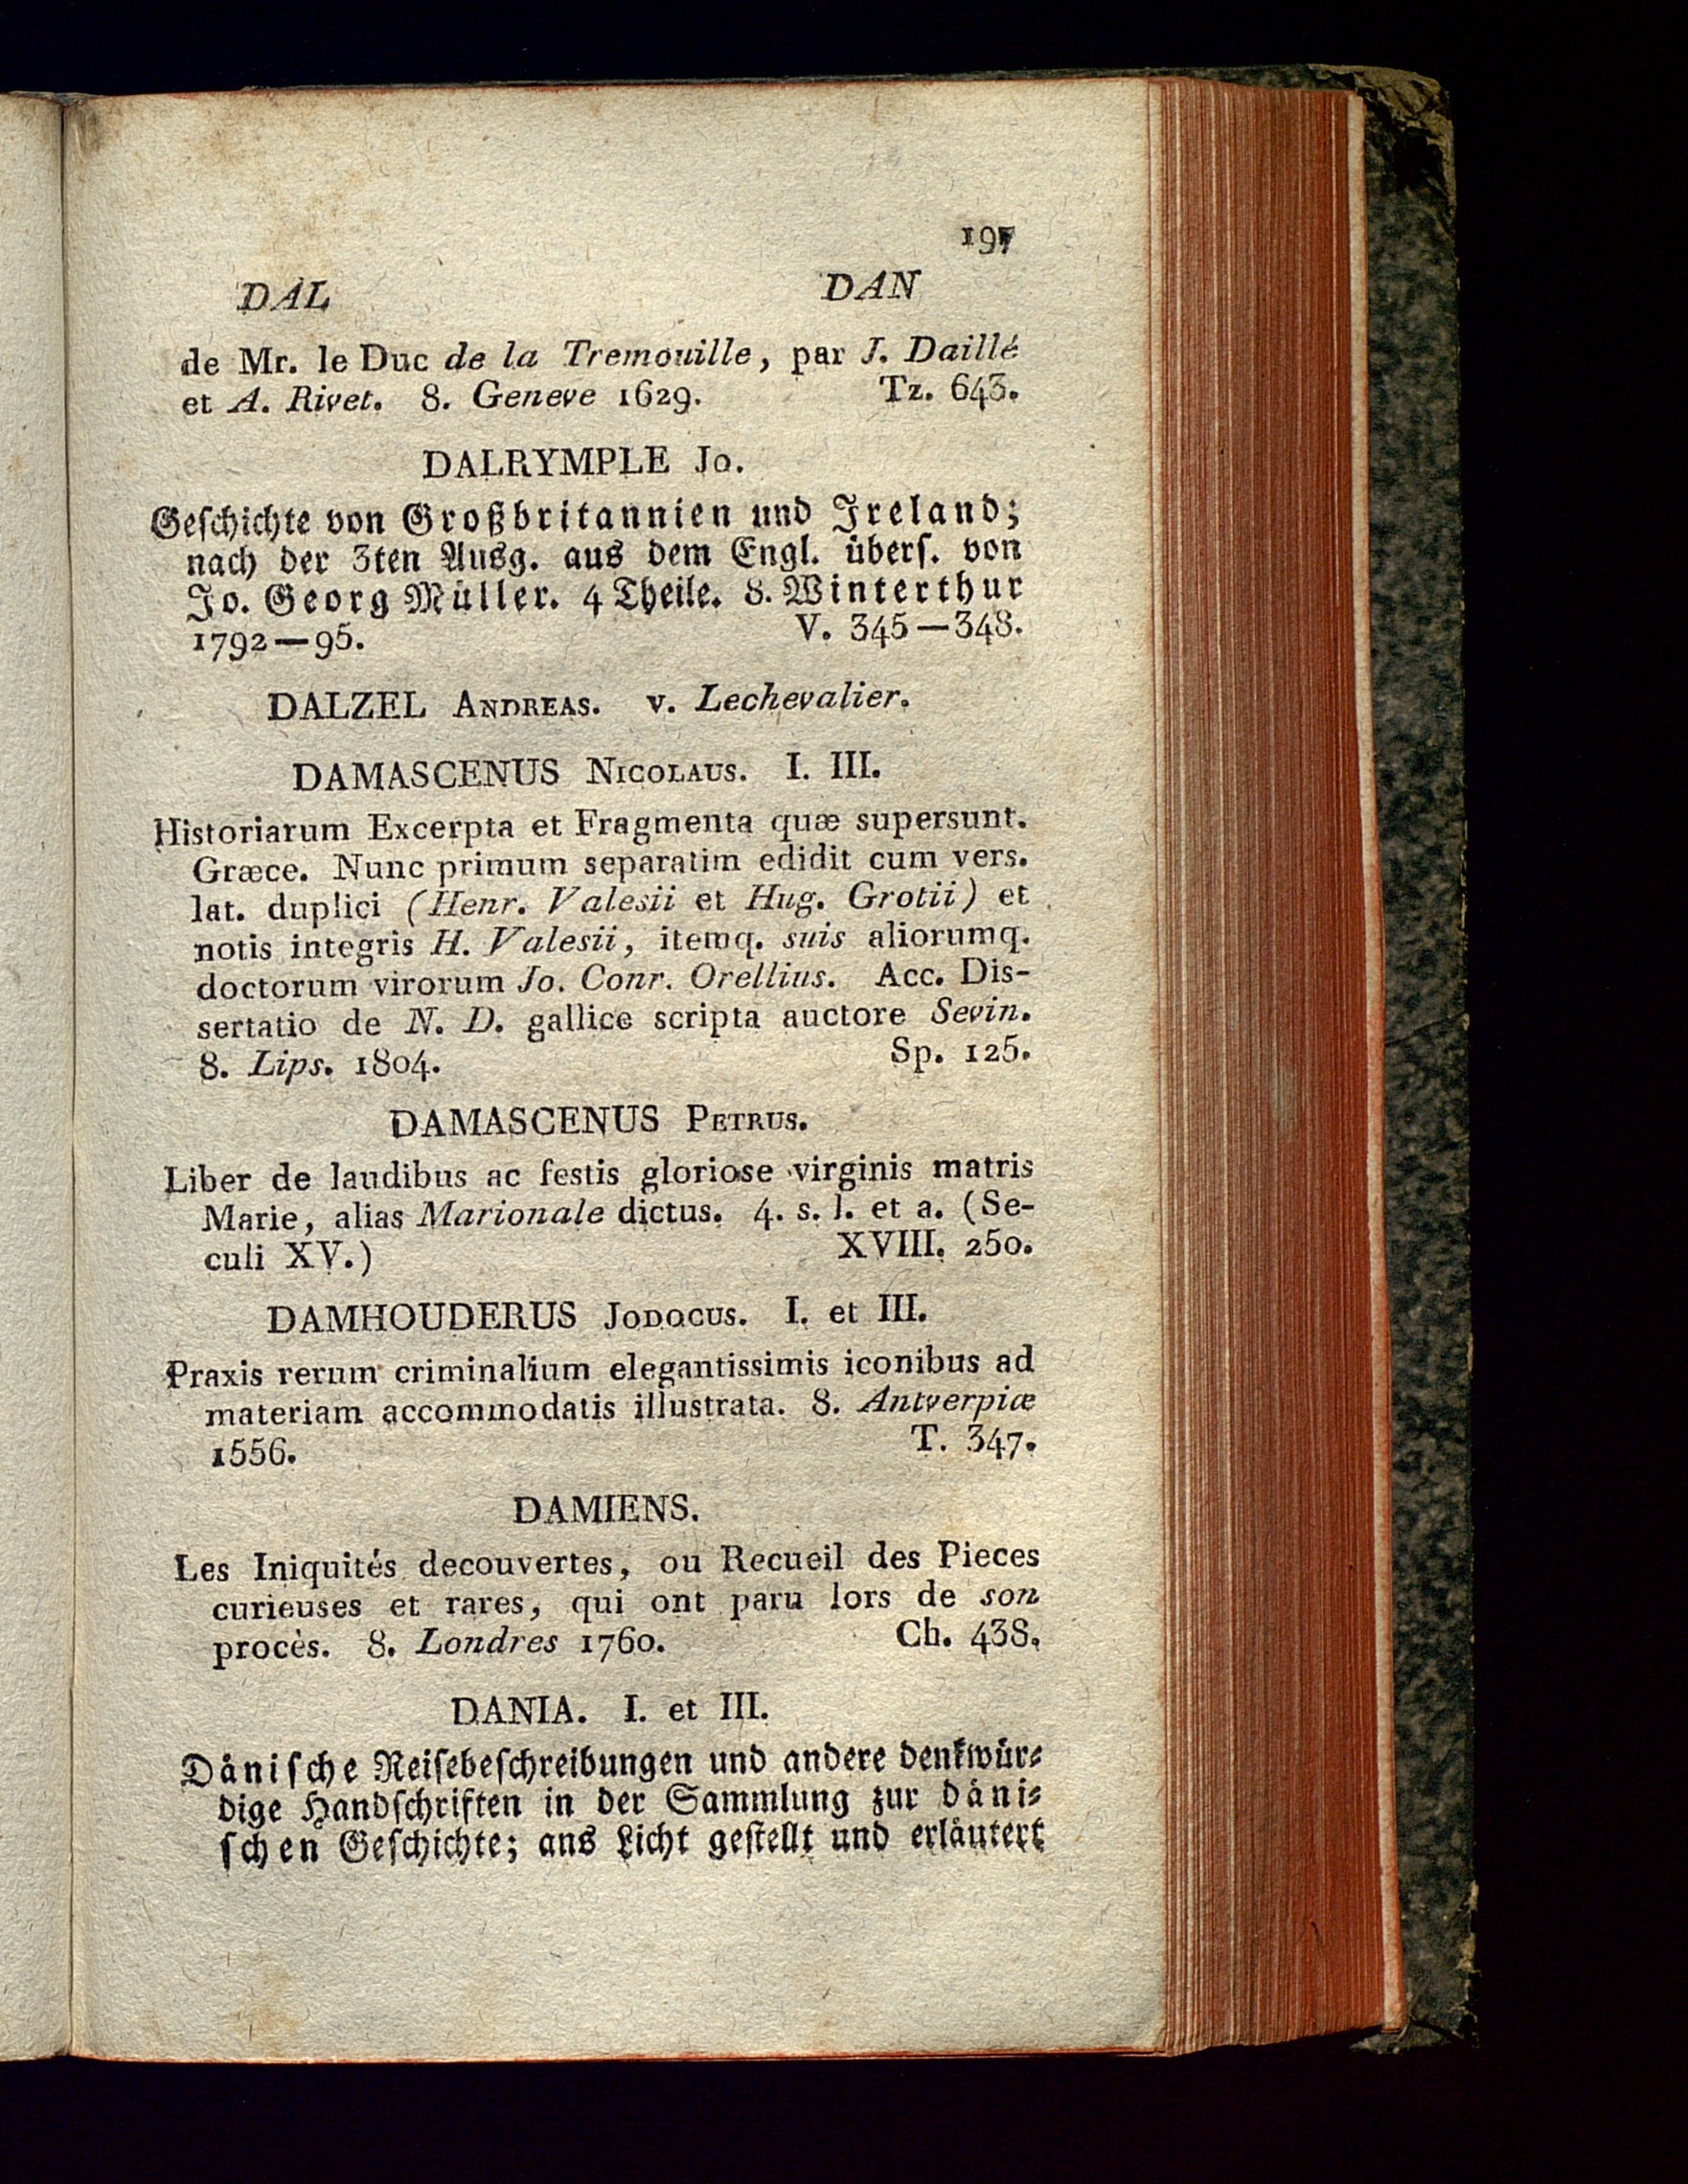 197
DAL DAN
de Mr. le Duc de la Tremouille, par J. Daillé
et A. Rivet. 8. Geneve 1629. Tz. 643.
DALRYMPLE Jo.
Geschichte von Großbritannien und Ireland;
nach der 3ten Ausg. aus dem Engl. übers. von
Jo. Georg Müller. 4 Theile. 8. Winterthur
1792—95. V. 345—348.
DALZEL Andreas. v. Lechevalier.
DAMASCENUS Nicolaus. I. III.
Historiarum Excerpta et Fragmenta quæ supersunt.
Græce. Nunc primum separatim edidit cum vers.
lat. duplici (Henr. Valesii et Hug. Grotii) et
notis integris H. Valesii, itemq. suis aliorumq.
doctorum virorum Jo. Conr. Orellius. Acc. Dis-
sertatio de N. D. gallice scripta auctore Sevin.
8. Lips. 1804. Sp. 125.
DAMASCENUS Petrus.
Liber de laudibus ac festis gloriose virginis matris
Marie, alias Marionale dictus. 4. s. l. et a. (Se-
culi XV.) XVIII. 250.
DAMHOUDERUS Jodocus. I. et III.
Praxis rerum criminalium elegantissimis iconibus ad
materiam accommodatis illustrata. 8. Antverpiæ
1556. T. 347.
DAMIENS.
Les Iniquités decouvertes, ou Recueil des Pieces
curieuses et rares, qui ont paru lors de son
procès. 8. Londres 1760. Ch. 438.
DANIA. I. et III.
Dänische Reisebeschreibungen und andere denkwür-
dige Handschriften in der Sammlung zur däni-
schen Geschichte; ans Licht gestellt und erläutert